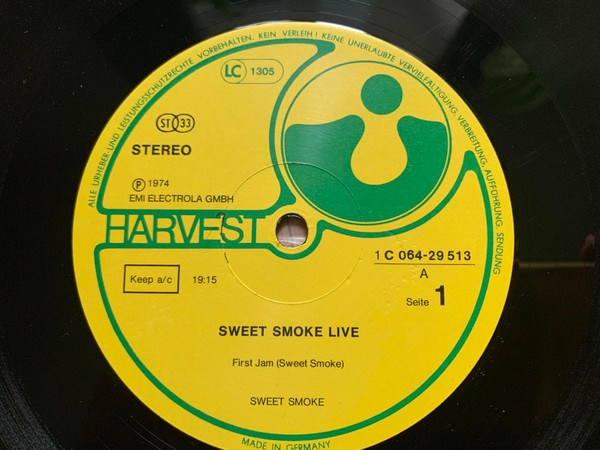 ALLE URHEBER UND LEISTUNGSSCHUTZRECHTE VORBEHALTEN. KEIN VERLEIH! KEINE UNERLAUBTE VERVIELFÄLTIGUNG, VERBREITUNG, AUFFÜHRUNG, SENDUNG
LC 1305
ST 33
STEREO
P 1974
EMI ELECTROLA GMBH
HARVEST
1 C 064-29 513
A
Seite 1
Keep a/c 19:15
SWEET SMOKE LIVE
First Jam (Sweet Smoke)
SWEET SMOKE
MADE IN GERMANY